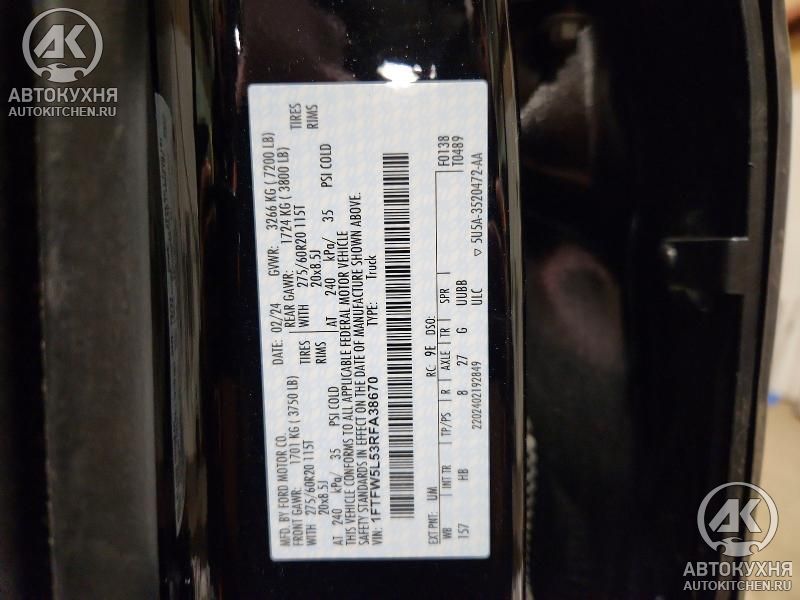 АК
АВТОКУХНЯ
AUTOKITCHEN.RU
MFD. BY FORD MOTOR CO.
DATE: 02/24 GVWR: 3266 KG ( 7200 LB)
FRONT GAWR: 1701 KG ( 3750 LB)
REAR GAWR: 1724 KG ( 3800 LB)
WITH 275/60R20 115T TIRES
WITH 275/60R20 115T TIRES
20x8.5J RIMS
20x8.5J RIMS
AT 240 kPa/ 35 PSI COLD
AT 240 kPa/ 35 PSI COLD
THIS VEHICLE CONFORMS TO ALL APPLICABLE FEDERAL MOTOR VEHICLE
SAFETY STANDARDS IN EFFECT ON THE DATE OF MANUFACTURE SHOWN ABOVE.
VIN: 1FTFW5L53RFA38670 TYPE: Truck
F0138
T0489
EXT PNT: UM RC: 9E DSO:
WB INT TR TP/PS R AXLE TR SPR
157 HB 8 27 G UUBB
ULC
2202402192849 ▽ 5U5A-3520472-AA
АК
АВТОКУХНЯ
AUTOKITCHEN.RU